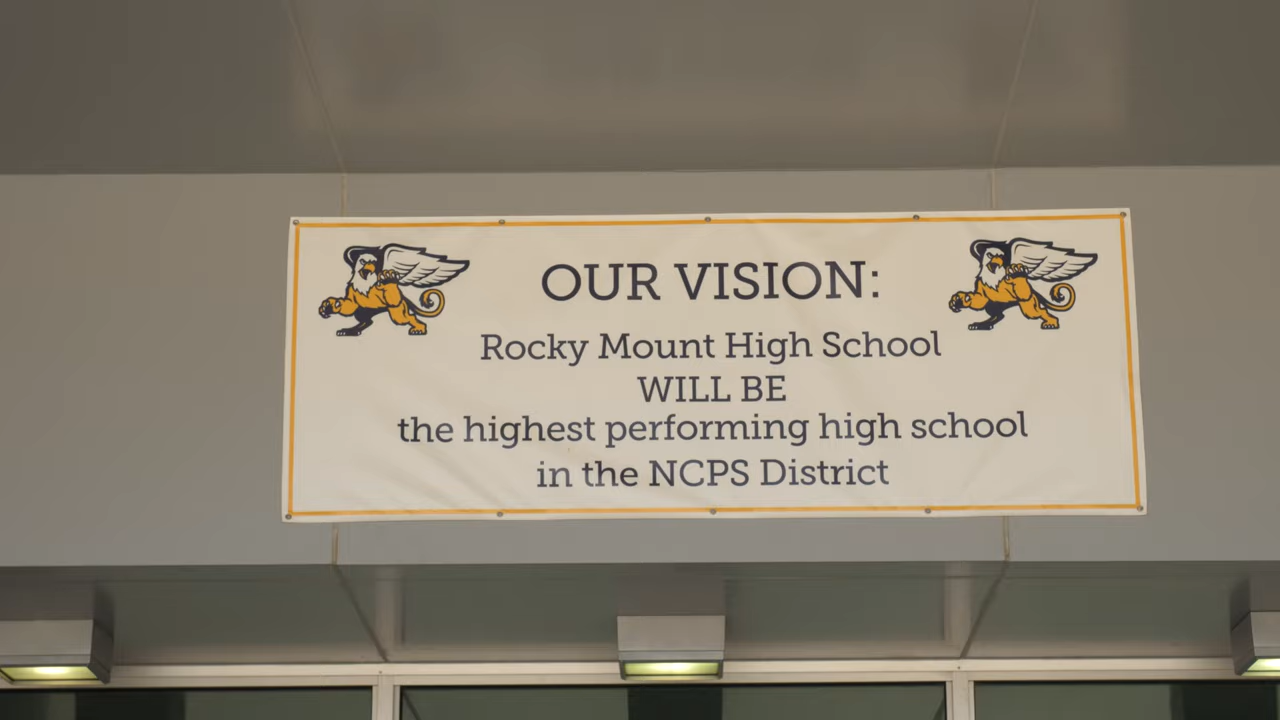 OUR VISION:
Rocky Mount High School
WILL BE
the highest performing high school
in the NCPS District